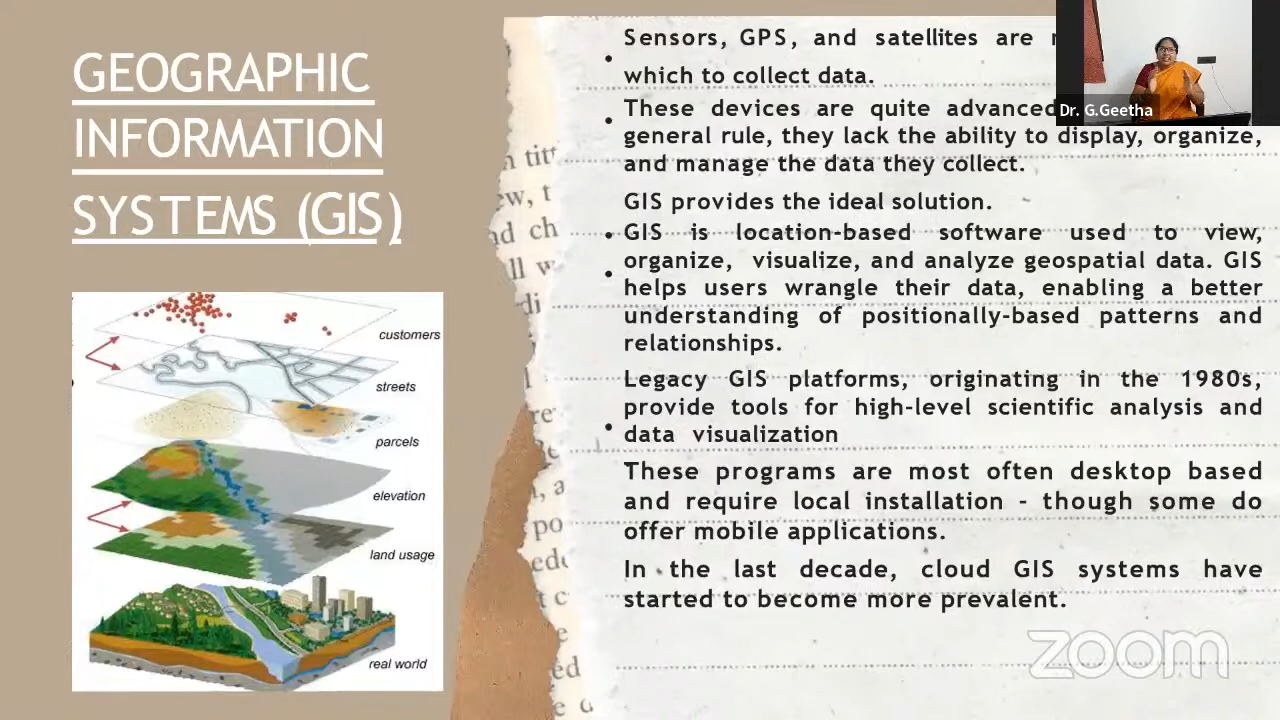 GEOGRAPHIC
INFORMATION
SYSTEMS (GIS)
customers
streets
parcels
elevation
land usage
real world
Sensors, GPS, and satellites are
which to collect data.
These devices are quite advanced
general rule, they lack the ability to display, organize,
and manage the data they collect.
GIS provides the ideal solution.
GIS is location-based software used to view,
organize, visualize, and analyze geospatial data. GIS
helps users wrangle their data, enabling a better
understanding of positionally-based patterns and
relationships.
Legacy GIS platforms, originating in the 1980s,
provide tools for high-level scientific analysis and
data visualization
These programs are most often desktop based
and require local installation - though some do
offer mobile applications.
In the last decade, cloud GIS systems have
started to become more prevalent.
Dr. G.Geetha
zoom